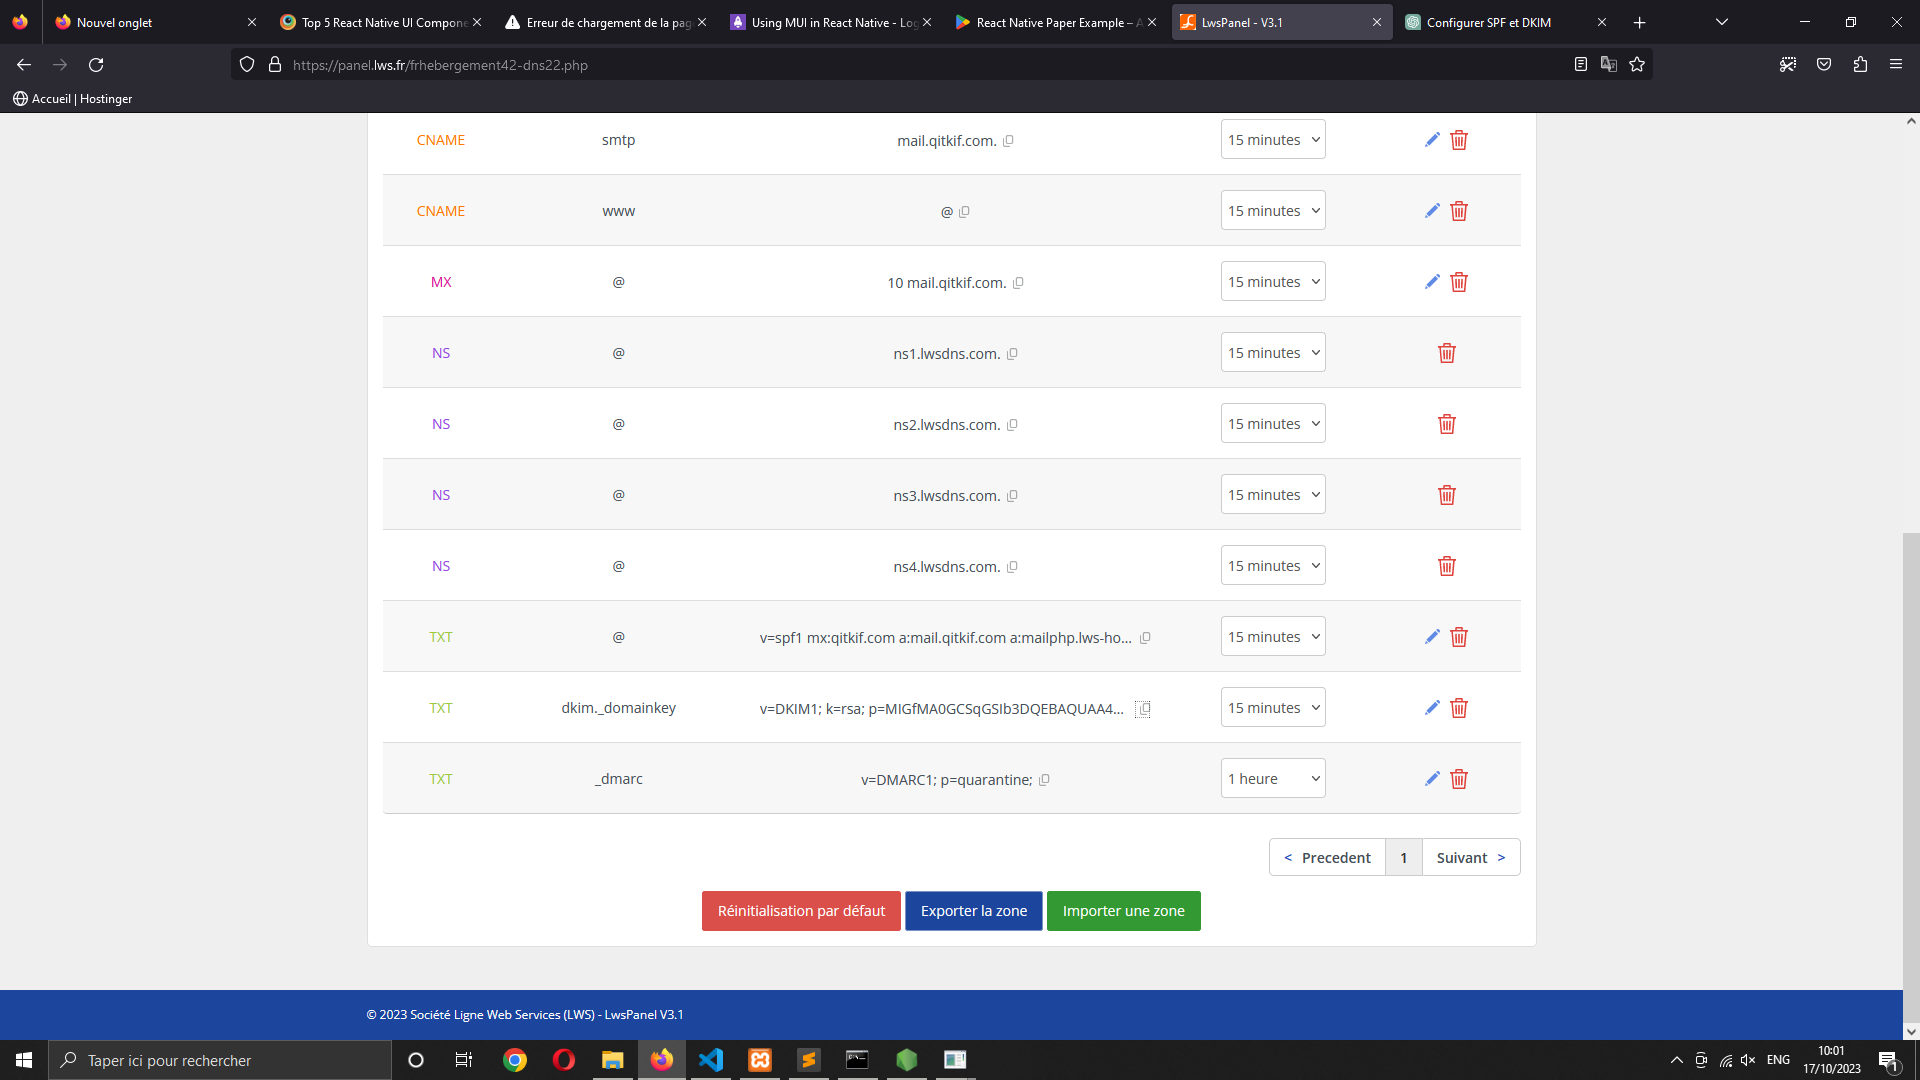 Nouvel onglet
Top 5 React Native UI Compone
Erreur de chargement de la pag
Using MUI in React Native - Log
React Native Paper Example – A
LwsPanel - V3.1
Configurer SPF et DKIM
https://panel.lws.fr/frhebergement42-dns22.php
Accueil | Hostinger
CNAME smtp mail.qitkif.com. 15 minutes
CNAME www @ 15 minutes
MX @ 10 mail.qitkif.com. 15 minutes
NS @ ns1.lwsdns.com. 15 minutes
NS @ ns2.lwsdns.com. 15 minutes
NS @ ns3.lwsdns.com. 15 minutes
NS @ ns4.lwsdns.com. 15 minutes
TXT @ v=spf1 mx:qitkif.com a:mail.qitkif.com a:mailphp.lws-ho... 15 minutes
TXT dkim._domainkey v=DKIM1; k=rsa; p=MIGfMA0GCSqGSIb3DQEBAQUAA4... 15 minutes
TXT _dmarc v=DMARC1; p=quarantine; 1 heure
< Precedent 1 Suivant >
Réinitialisation par défaut Exporter la zone Importer une zone
© 2023 Société Ligne Web Services (LWS) - LwsPanel V3.1
Taper ici pour rechercher
ENG
10:01
17/10/2023
1